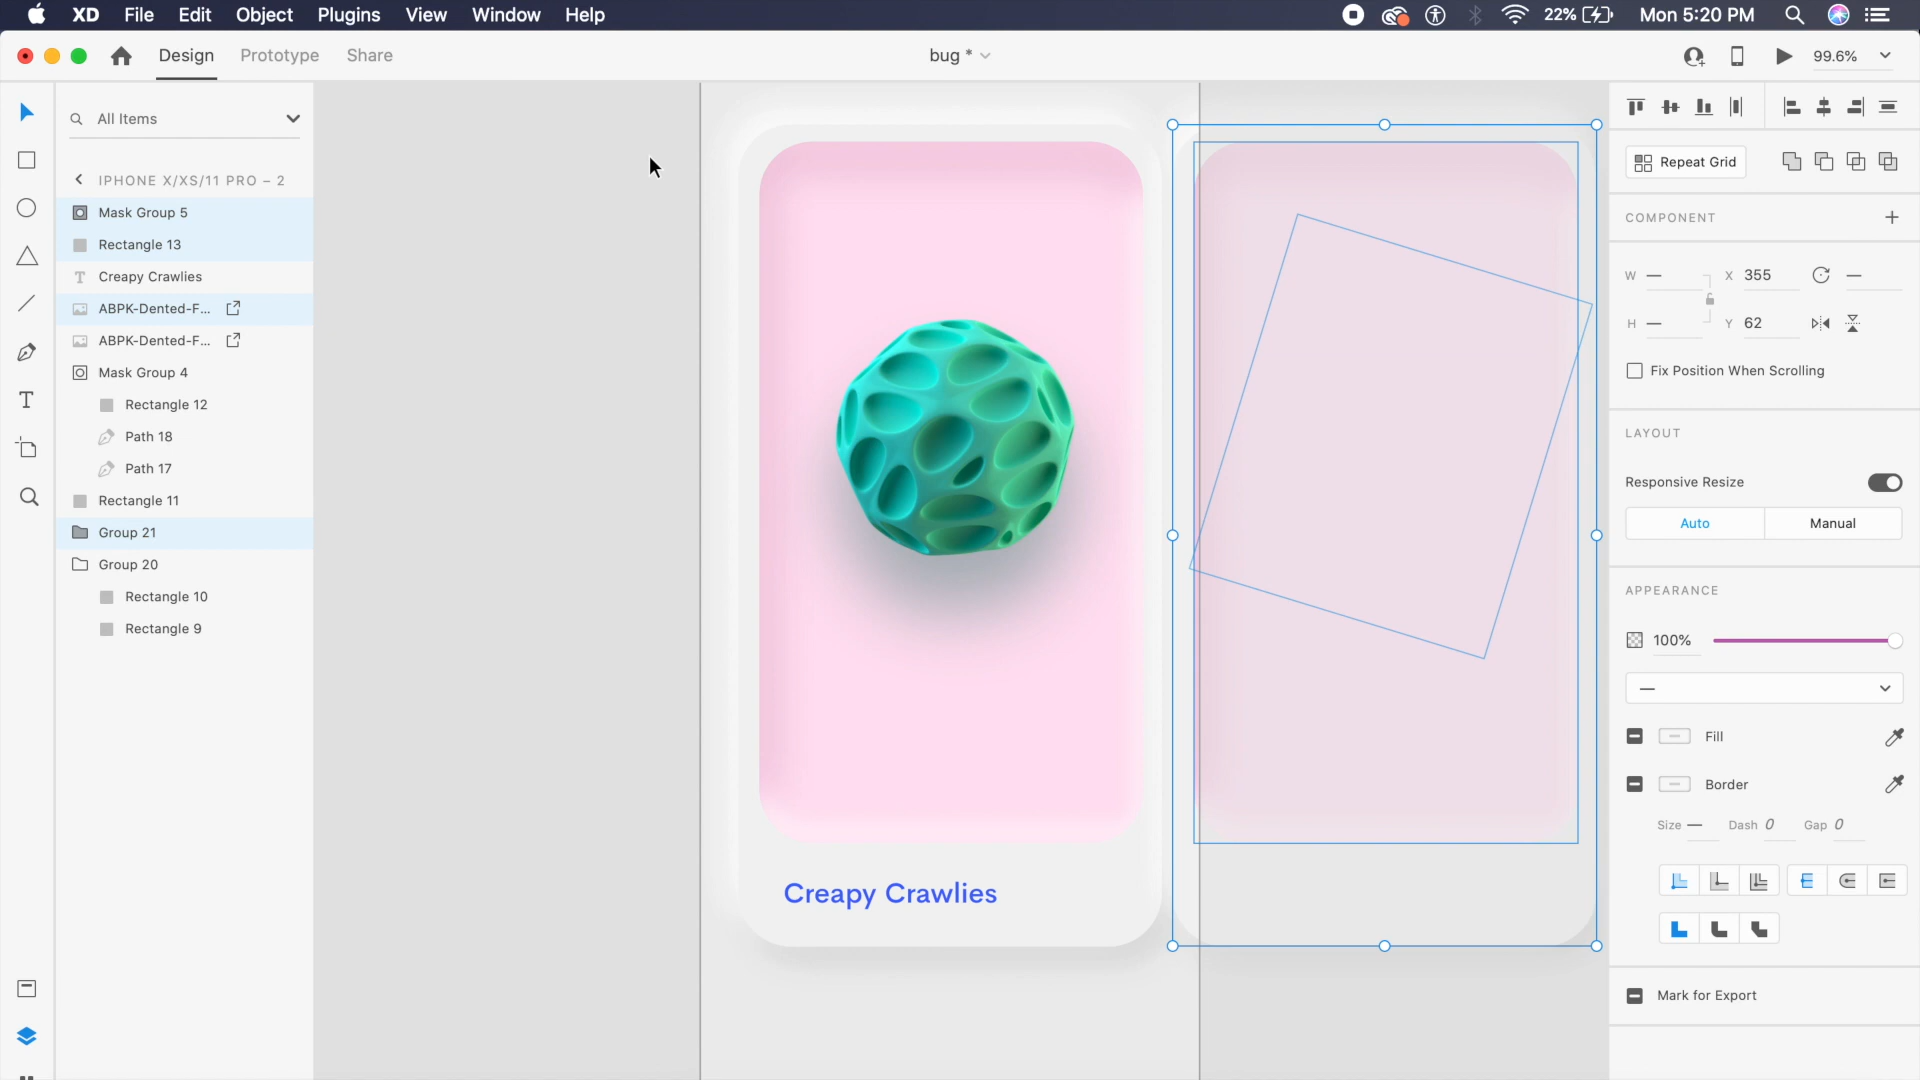 XD File Edit Object Plugins View Window Help
22% Mon 5:20 PM
Design Prototype Share
bug *
99.6%
All Items
IPHONE X/XS/11 PRO – 2
Mask Group 5
Rectangle 13
T Creapy Crawlies
ABPK-Dented-F...
ABPK-Dented-F...
Mask Group 4
Rectangle 12
Path 18
Path 17
Rectangle 11
Group 21
Group 20
Rectangle 10
Rectangle 9
Creapy Crawlies
Repeat Grid
COMPONENT
W — X 355 —
H — Y 62
Fix Position When Scrolling
LAYOUT
Responsive Resize
Auto Manual
APPEARANCE
100%
—
Fill
Border
Size — Dash 0 Gap 0
Mark for Export